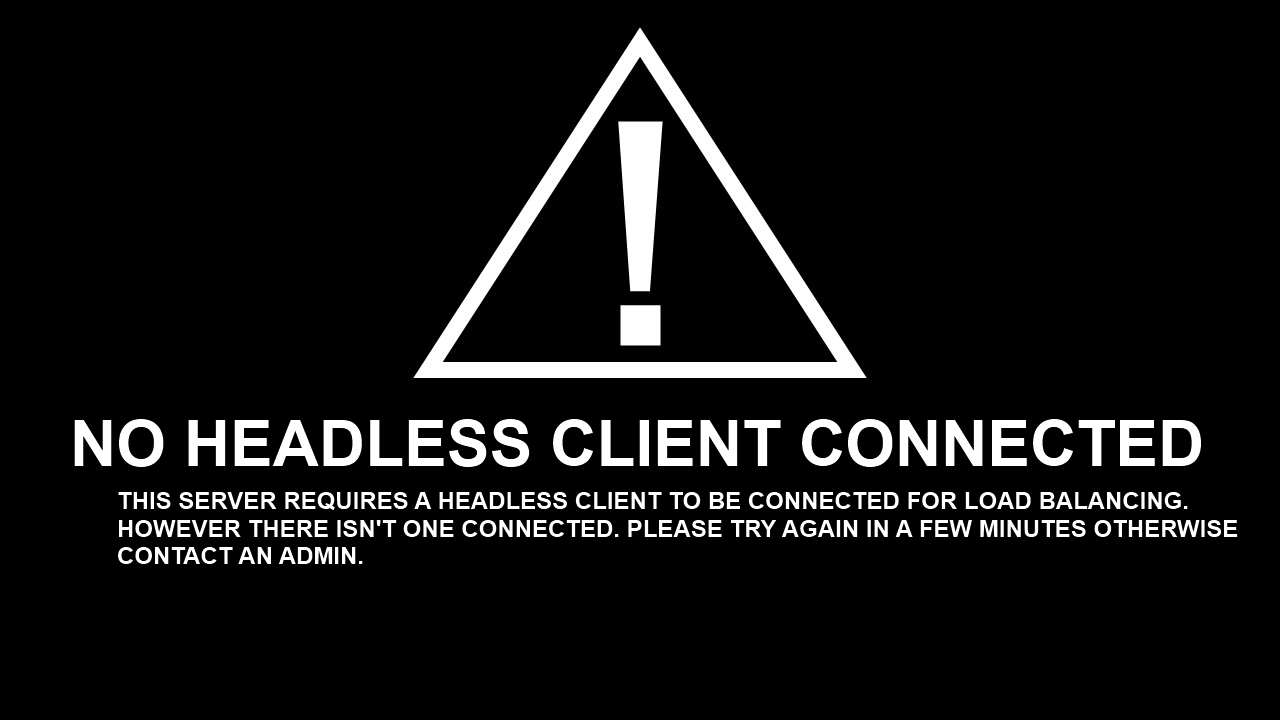 !
NO HEADLESS CLIENT CONNECTED
THIS SERVER REQUIRES A HEADLESS CLIENT TO BE CONNECTED FOR LOAD BALANCING.
HOWEVER THERE ISN'T ONE CONNECTED. PLEASE TRY AGAIN IN A FEW MINUTES OTHERWISE
CONTACT AN ADMIN.